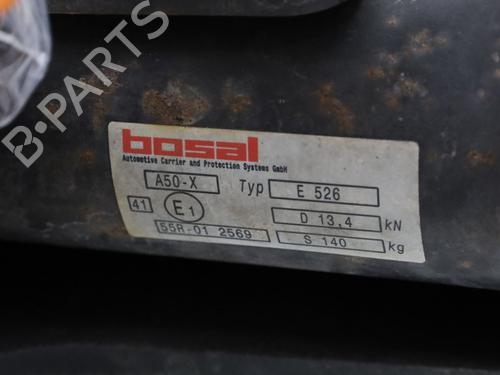 B·PARTS
bosal
Automotive Carrier and Protection Systems GmbH
A50-X Typ E 526
41 E1 D 13,4 kN
55R-01 2569 S 140 kg